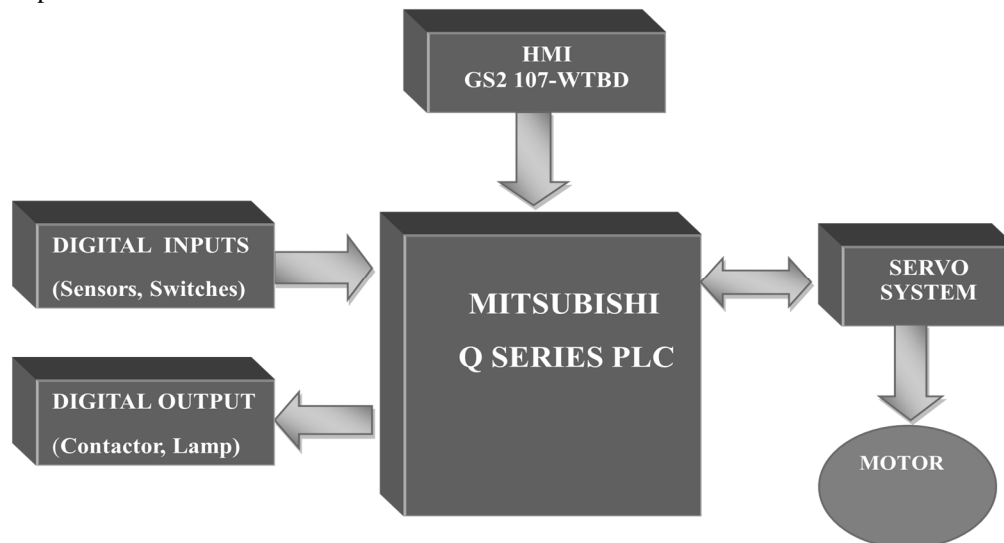 HMI
GS2 107-WTBD
DIGITAL INPUTS
(Sensors, Switches)
MITSUBISHI
Q SERIES PLC
SERVO
SYSTEM
DIGITAL OUTPUT
(Contactor, Lamp)
MOTOR